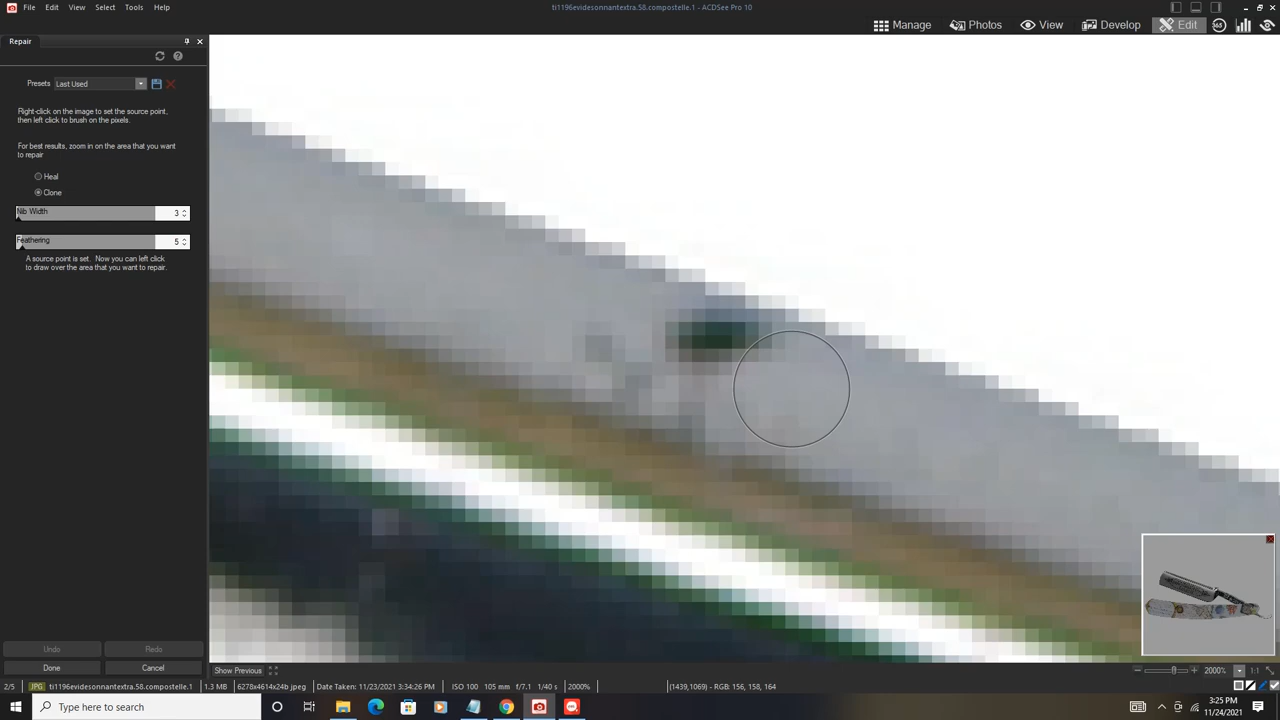 File Edit View Select Tools Help
ti1196evidesonnantextra.58.compostelle.1 - ACDSee Pro 10
Manage Photos View Develop Edit 365
Repair
Presets Last Used
Right-click on the image to set the source point,
then left click to brush on the pixels.
For best results, zoom in on the area that you want
to repair
Heal
Clone
Nib Width 3
Feathering 5
A source point is set. Now you can left click
to draw over the area that you want to repair.
Undo Redo
Done Cancel
Show Previous
2000% 1:1
2/5 JPG ti1196evidesonnantextra.58.compostelle.1 1.3 MB 6278x4614x24b jpeg Date Taken: 11/23/2021 3:34:26 PM ISO 100 105 mm f/7.1 1/40 s 2000% (1439,1069) - RGB: 156, 158, 164
Type here to search
3:25 PM
11/24/2021